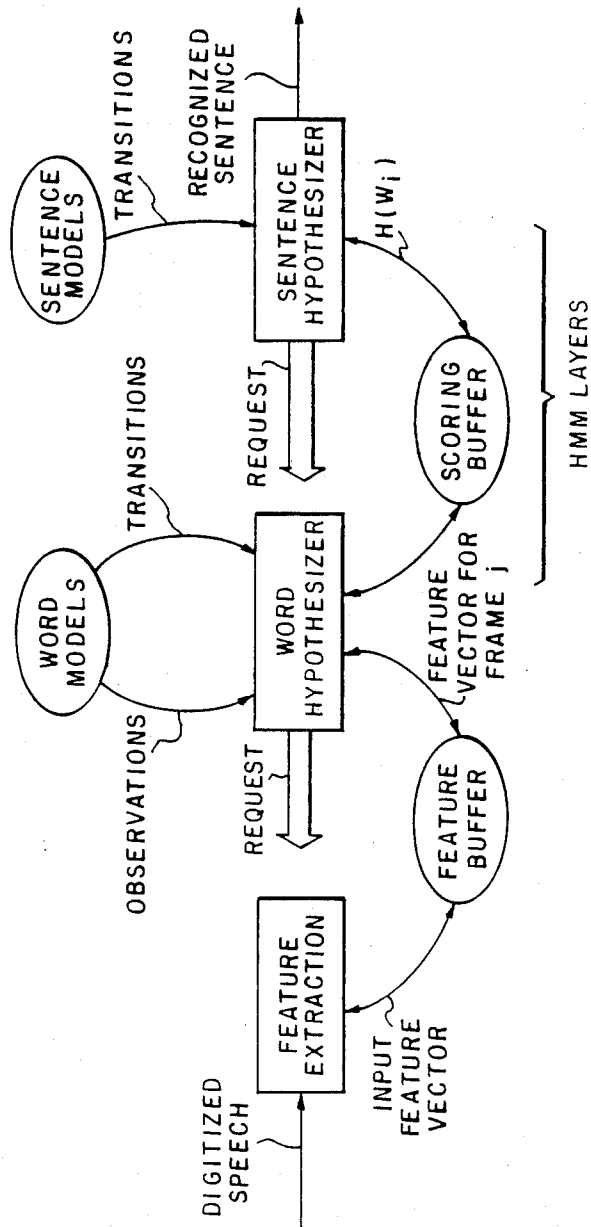 DIGITIZED
SPEECH
FEATURE
EXTRACTION
INPUT
FEATURE
VECTOR
FEATURE
BUFFER
REQUEST
OBSERVATIONS
WORD
MODELS
TRANSITIONS
WORD
HYPOTHESIZER
FEATURE
VECTOR FOR
FRAME j
SCORING
BUFFER
REQUEST
SENTENCE
MODELS
TRANSITIONS
SENTENCE
HYPOTHESIZER
RECOGNIZED
SENTENCE
H(Wi)
HMM LAYERS